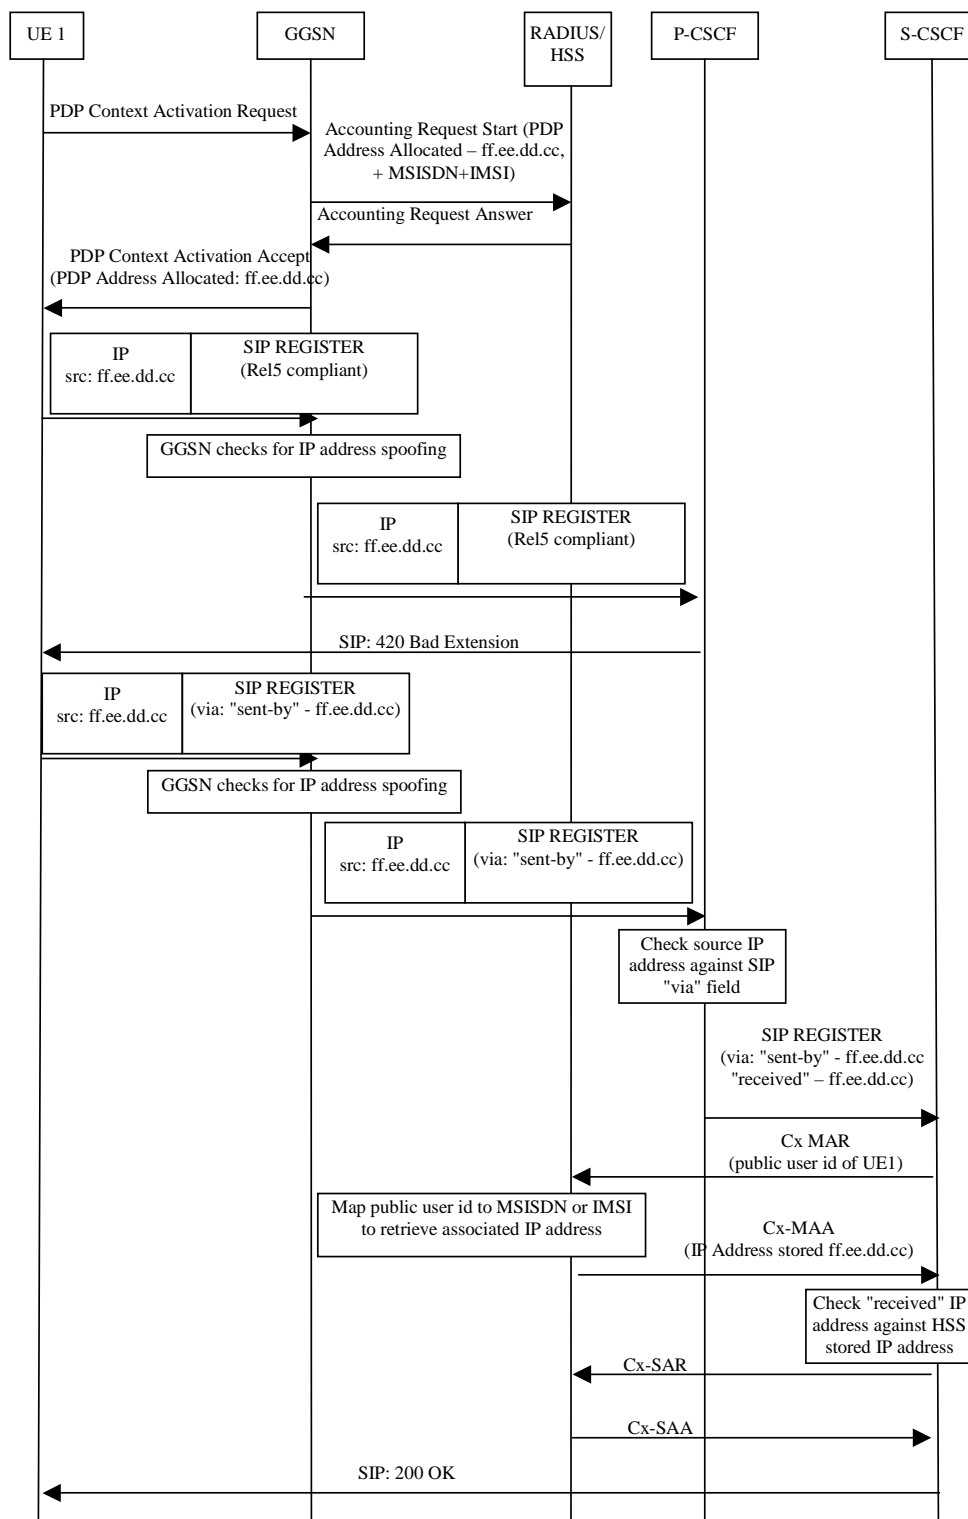 UE 1
GGSN
RADIUS/
HSS
P-CSCF
S-CSCF
PDP Context Activation Request
Accounting Request Start (PDP
Address Allocated – ff.ee.dd.cc,
+ MSISDN+IMSI)
Accounting Request Answer
PDP Context Activation Accept
(PDP Address Allocated: ff.ee.dd.cc)
IP
src: ff.ee.dd.cc
SIP REGISTER
(Rel5 compliant)
GGSN checks for IP address spoofing
IP
src: ff.ee.dd.cc
SIP REGISTER
(Rel5 compliant)
SIP: 420 Bad Extension
IP
src: ff.ee.dd.cc
SIP REGISTER
(via: "sent-by" - ff.ee.dd.cc)
GGSN checks for IP address spoofing
IP
src: ff.ee.dd.cc
SIP REGISTER
(via: "sent-by" - ff.ee.dd.cc)
Check source IP
address against SIP
"via" field
SIP REGISTER
(via: "sent-by" - ff.ee.dd.cc
"received" – ff.ee.dd.cc)
Cx MAR
(public user id of UE1)
Map public user id to MSISDN or IMSI
to retrieve associated IP address
Cx-MAA
(IP Address stored ff.ee.dd.cc)
Check "received" IP
address against HSS
stored IP address
Cx-SAR
Cx-SAA
SIP: 200 OK